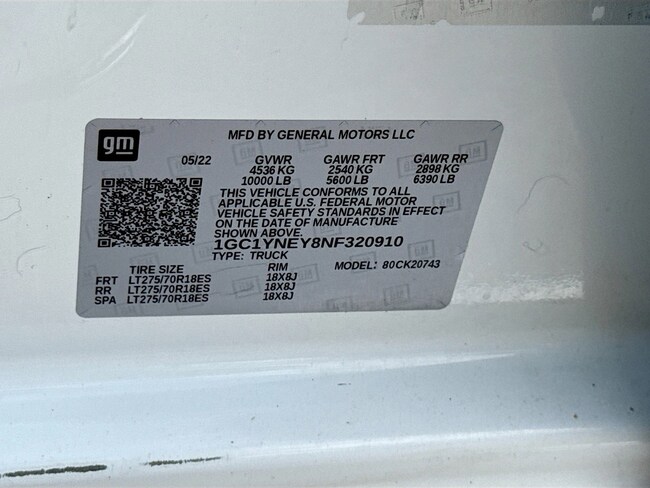 gm
MFD BY GENERAL MOTORS LLC
05/22 GVWR GAWR FRT GAWR RR
4536 KG 2540 KG 2898 KG
10000 LB 5600 LB 6390 LB
THIS VEHICLE CONFORMS TO ALL
APPLICABLE U.S. FEDERAL MOTOR
VEHICLE SAFETY STANDARDS IN EFFECT
ON THE DATE OF MANUFACTURE
SHOWN ABOVE.
1GC1YNEY8NF320910
TYPE: TRUCK
TIRE SIZE RIM MODEL: 80CK20743
FRT LT275/70R18ES 18X8J
RR LT275/70R18ES 18X8J
SPA LT275/70R18ES 18X8J